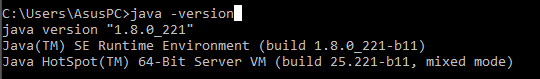 C:\Users\AsusPC>java -version
java version "1.8.0_221"
Java(TM) SE Runtime Environment (build 1.8.0_221-b11)
Java HotSpot(TM) 64-Bit Server VM (build 25.221-b11, mixed mode)